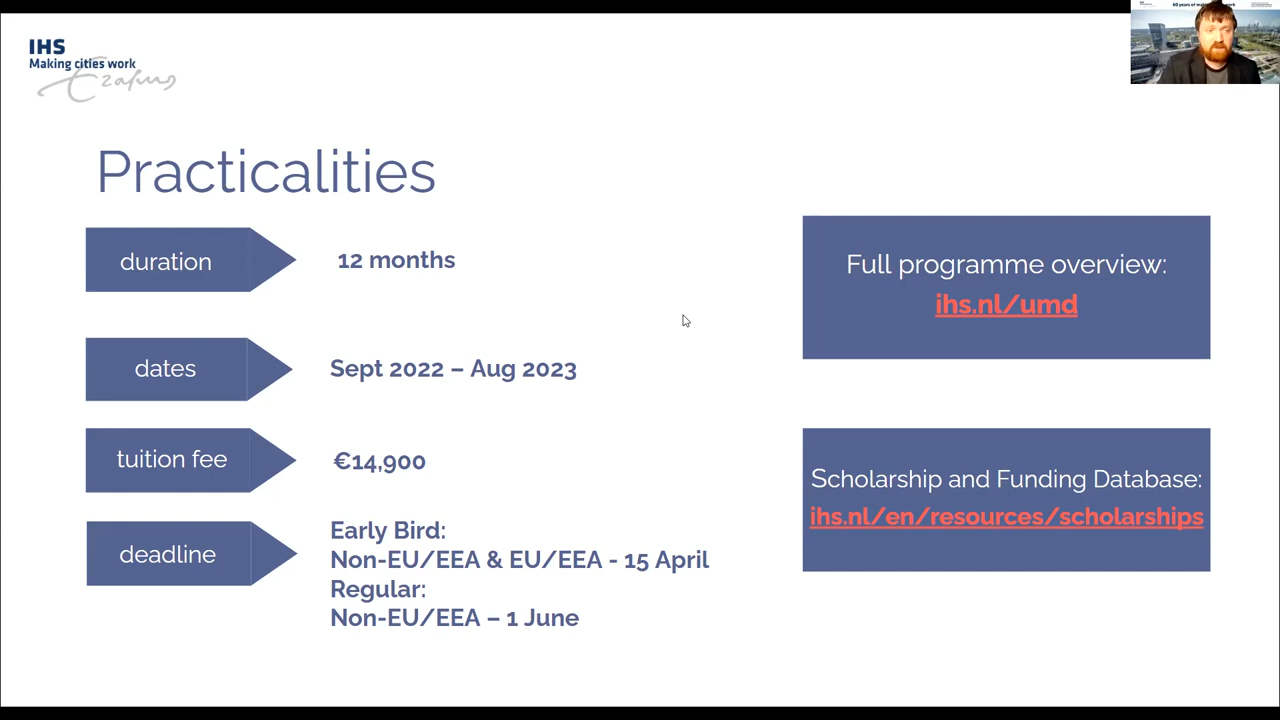 IHS
Making cities work
Erasmus
Practicalities
duration
12 months
dates
Sept 2022 – Aug 2023
tuition fee
€14,900
deadline
Early Bird:
Non-EU/EEA & EU/EEA - 15 April
Regular:
Non-EU/EEA – 1 June
Full programme overview:
ihs.nl/umd
Scholarship and Funding Database:
ihs.nl/en/resources/scholarships